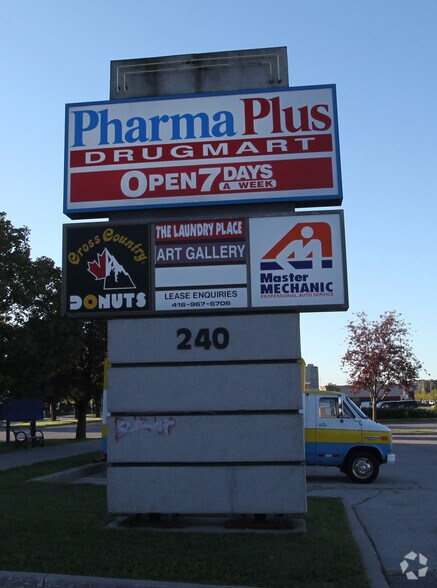 Pharma Plus
DRUGMART
OPEN 7 DAYS
A WEEK
Cross Country
DONUTS
THE LAUNDRY PLACE
ART GALLERY
LEASE ENQUIRIES
416-967-6706
Master
MECHANIC
PROFESSIONAL AUTO SERVICE
240